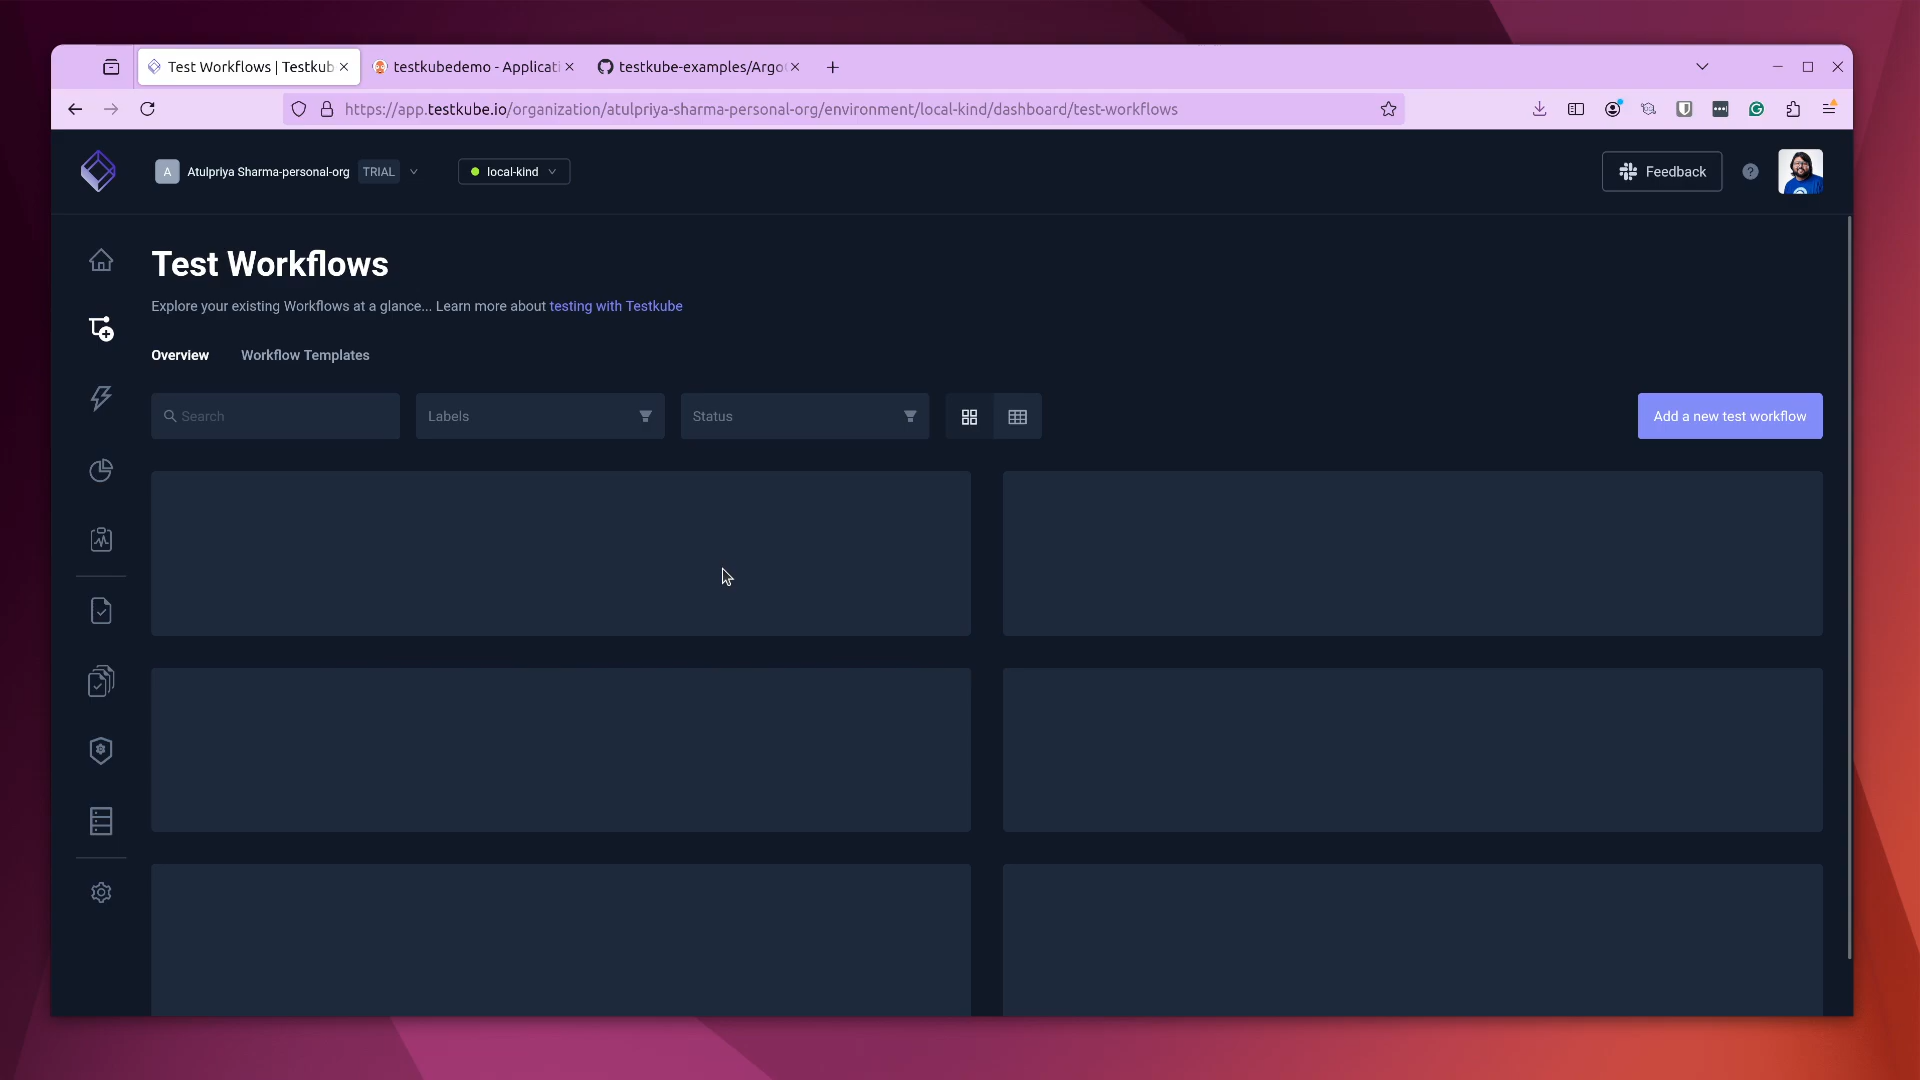 Test Workflows | Testkub
testkubedemo - Applicati
testkube-examples/Argo
https://app.testkube.io/organization/atulpriya-sharma-personal-org/environment/local-kind/dashboard/test-workflows
A
Atulpriya Sharma-personal-org
TRIAL
local-kind
Feedback
?
Test Workflows
Explore your existing Workflows at a glance... Learn more about testing with Testkube
Overview
Workflow Templates
Search
Labels
Status
Add a new test workflow